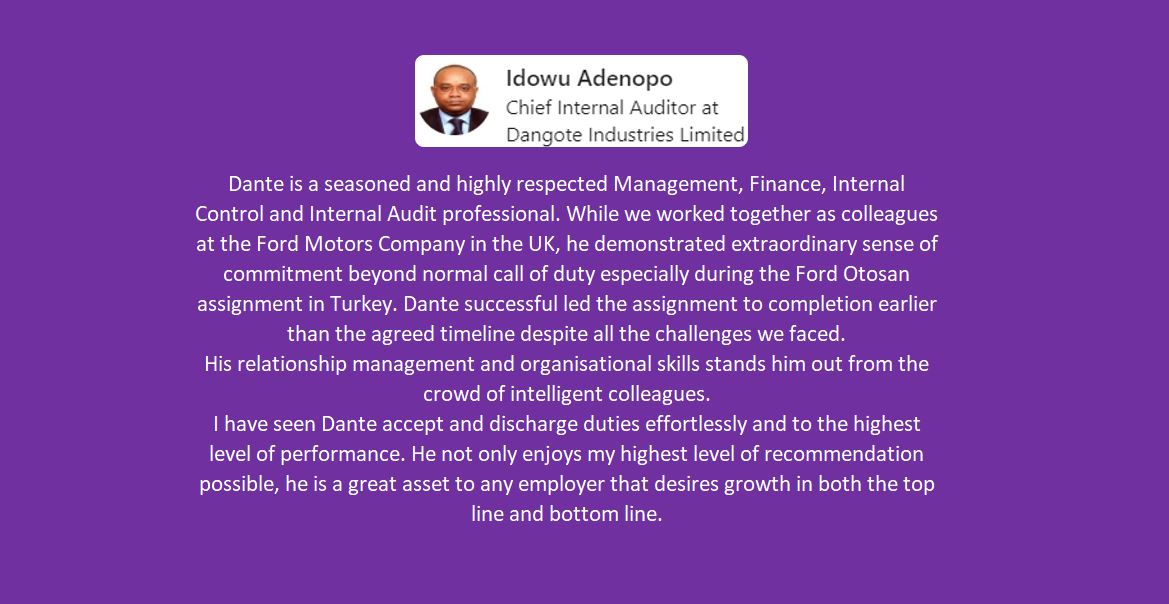 Idowu Adenopo
Chief Internal Auditor at
Dangote Industries Limited
Dante is a seasoned and highly respected Management, Finance, Internal
Control and Internal Audit professional. While we worked together as colleagues
at the Ford Motors Company in the UK, he demonstrated extraordinary sense of
commitment beyond normal call of duty especially during the Ford Otosan
assignment in Turkey. Dante successful led the assignment to completion earlier
than the agreed timeline despite all the challenges we faced.
His relationship management and organisational skills stands him out from the
crowd of intelligent colleagues.
I have seen Dante accept and discharge duties effortlessly and to the highest
level of performance. He not only enjoys my highest level of recommendation
possible, he is a great asset to any employer that desires growth in both the top
line and bottom line.